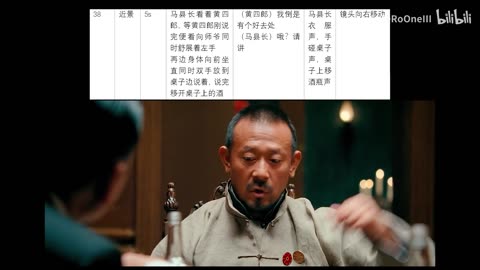 RoOneIII bilibili
38 近景 5s 马县长看着黄四 (黄四郎)我倒是 马县长 镜头向右移动
郎、等黄四郎刚说 有个好去处 衣服
完便看向师爷同 (马县长)哦?请 声,手
时舒展着左手 讲 碰桌子
再边身体向前坐 声、桌
直同时双手放到 子上移
桌子边说着,说完 酒瓶声
移开桌子上的酒